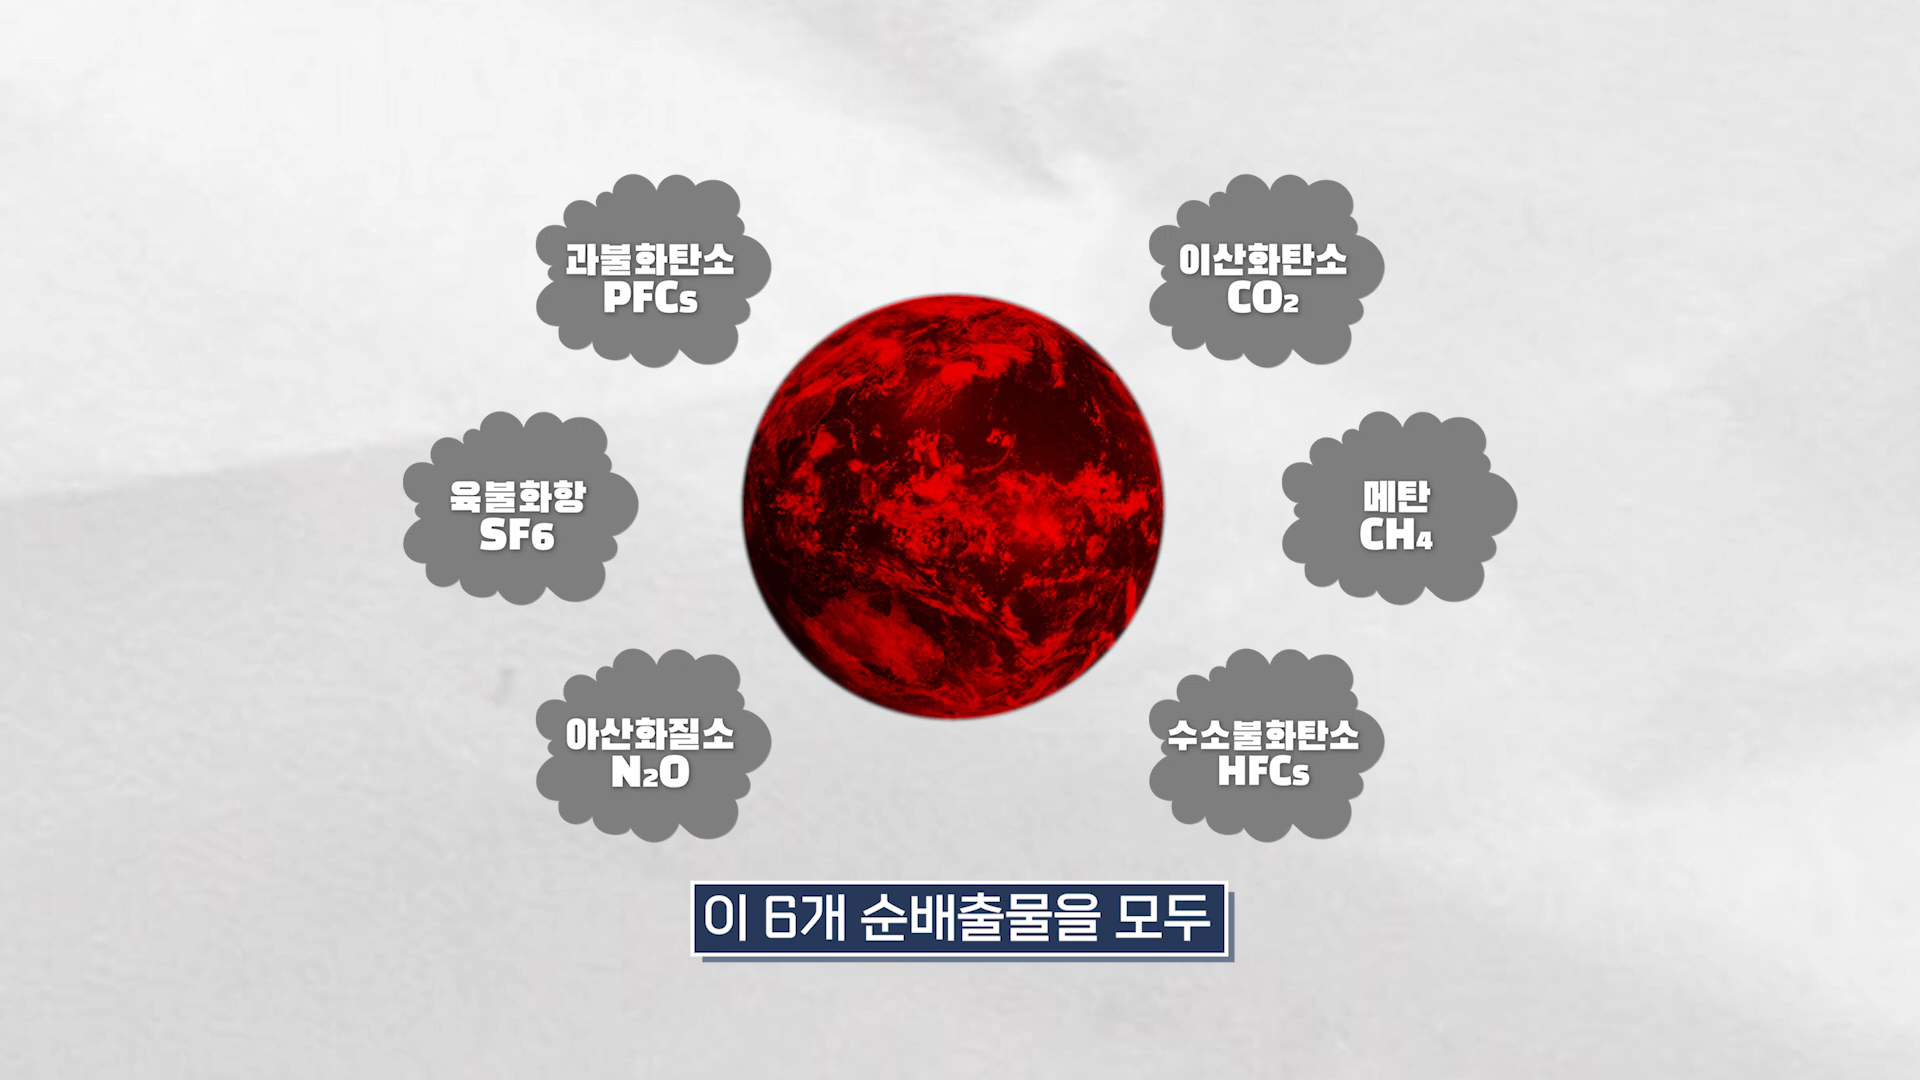 과불화탄소
PFCs
이산화탄소
CO₂
육불화항
SF₆
메탄
CH₄
아산화질소
N₂O
수소불화탄소
HFCs
이 6개 순배출물을 모두